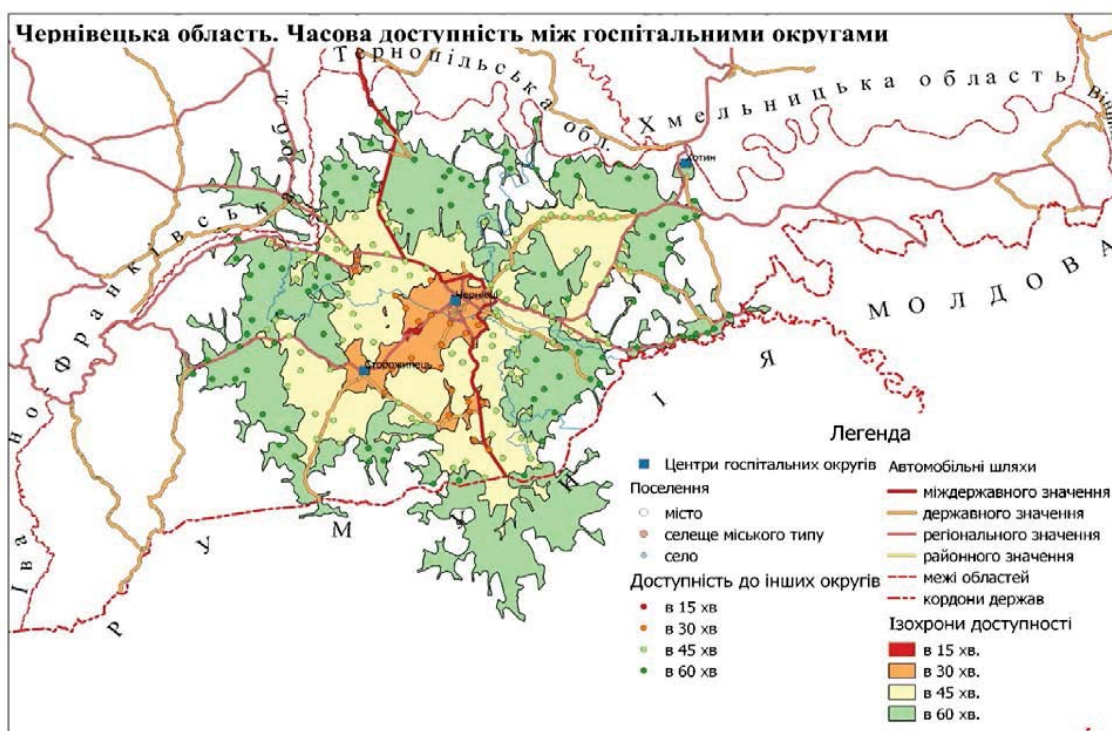 Чернівецька область. Часова доступність між госпітальними округами
Тернопільська обл.
Хмельницька область
Він
Івано-Франківська обл.
Хотин
Чернівці
Сторожинець
МОЛДОВА
РУМУНІЯ
Легенда
Центри госпітальних округів
Поселення
місто
селеще міського типу
село
Доступність до інших округів
в 15 хв
в 30 хв
в 45 хв
в 60 хв
Автомобільні шляхи
міждержавного значення
державного значення
регіонального значення
районного значення
межі областей
кордони держав
Ізохрони доступності
в 15 хв.
в 30 хв.
в 45 хв.
в 60 хв.